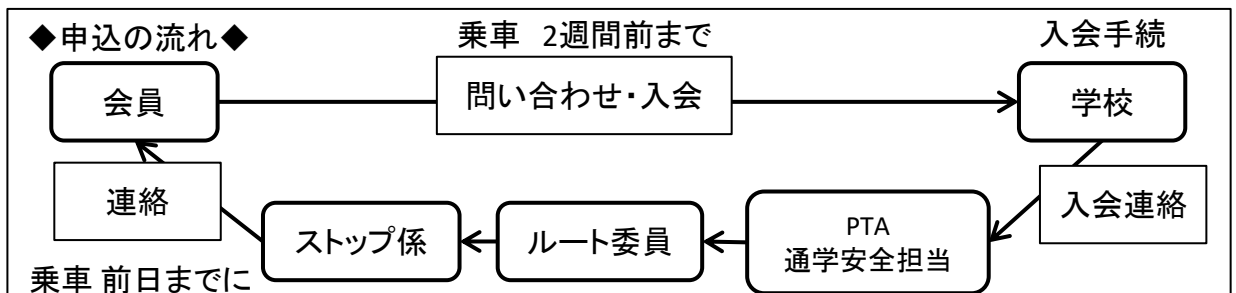 ◆申込の流れ◆
乗車 2週間前まで
入会手続
会員
問い合わせ・入会
学校
連絡
入会連絡
ストップ係
ルート委員
PTA
通学安全担当
乗車 前日までに